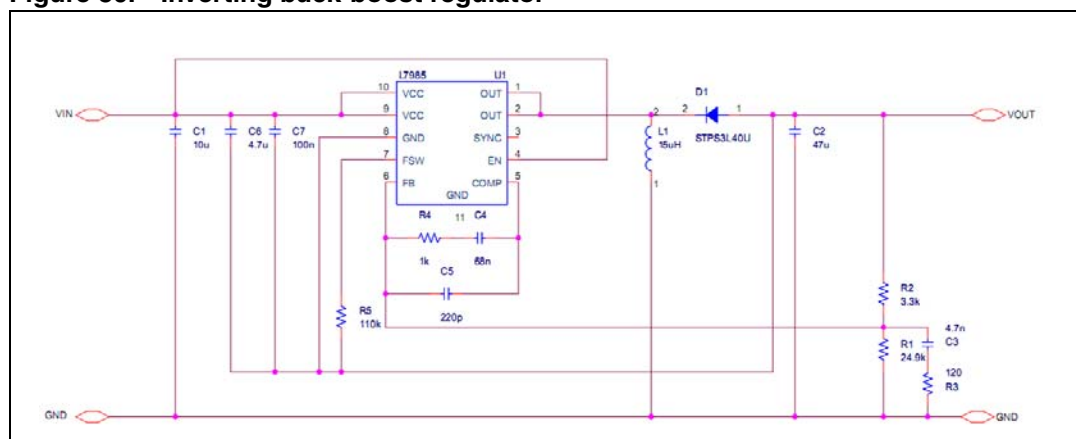 Figure 30. Inverting buck-boost regulator
L7985 U1
10 VCC OUT 1
9 VCC OUT 2
8 GND SYNC 3
7 FSW EN 4
6 FB COMP 5
GND
11
VIN
C1
10u
C6
4.7u
C7
100n
R4
1k
C4
68n
C5
220p
R5
110k
2
L1
15uH
1
D1
2 1
STPS3L40U
C2
47u
VOUT
R2
3.3k
R1
24.9k
4.7n
C3
120
R3
GND
GND